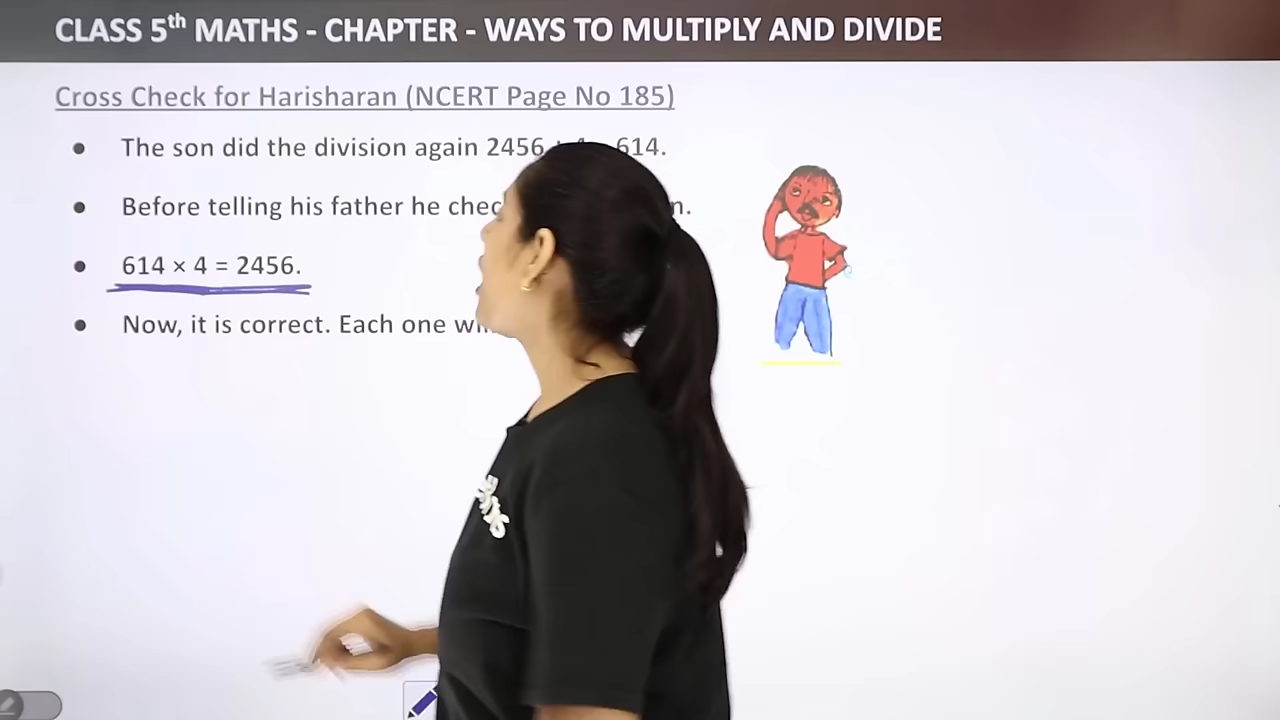 CLASS 5th MATHS - CHAPTER - WAYS TO MULTIPLY AND DIVIDE
Cross Check for Harisharan (NCERT Page No 185)
The son did the division again 2456 614.
Before telling his father he
614 × 4 = 2456.
Now, it is correct. Each one